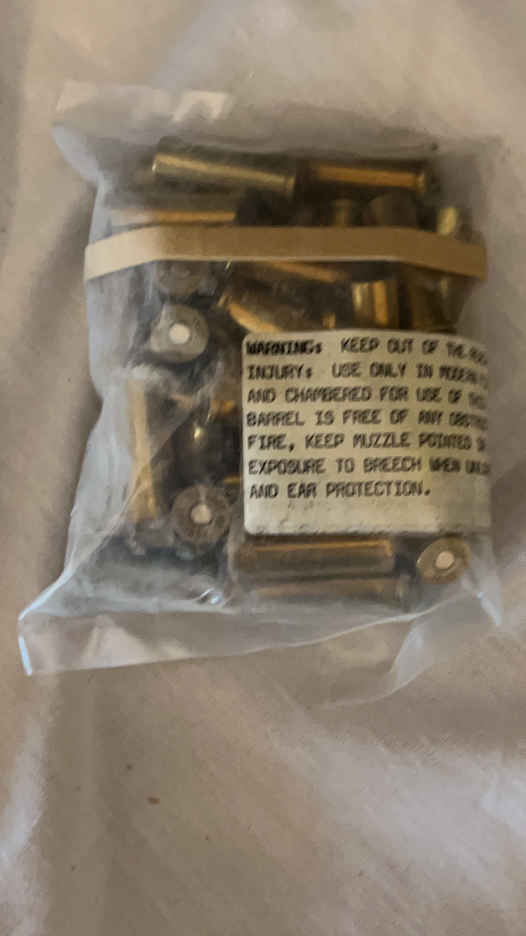 WARNING: KEEP OUT OF THE
INJURY: USE ONLY IN MODERN
AND CHAMBERED FOR USE OF
BARREL IS FREE OF ANY
FIRE, KEEP MUZZLE POINTED
EXPOSURE TO BREECH WHEN
AND EAR PROTECTION.